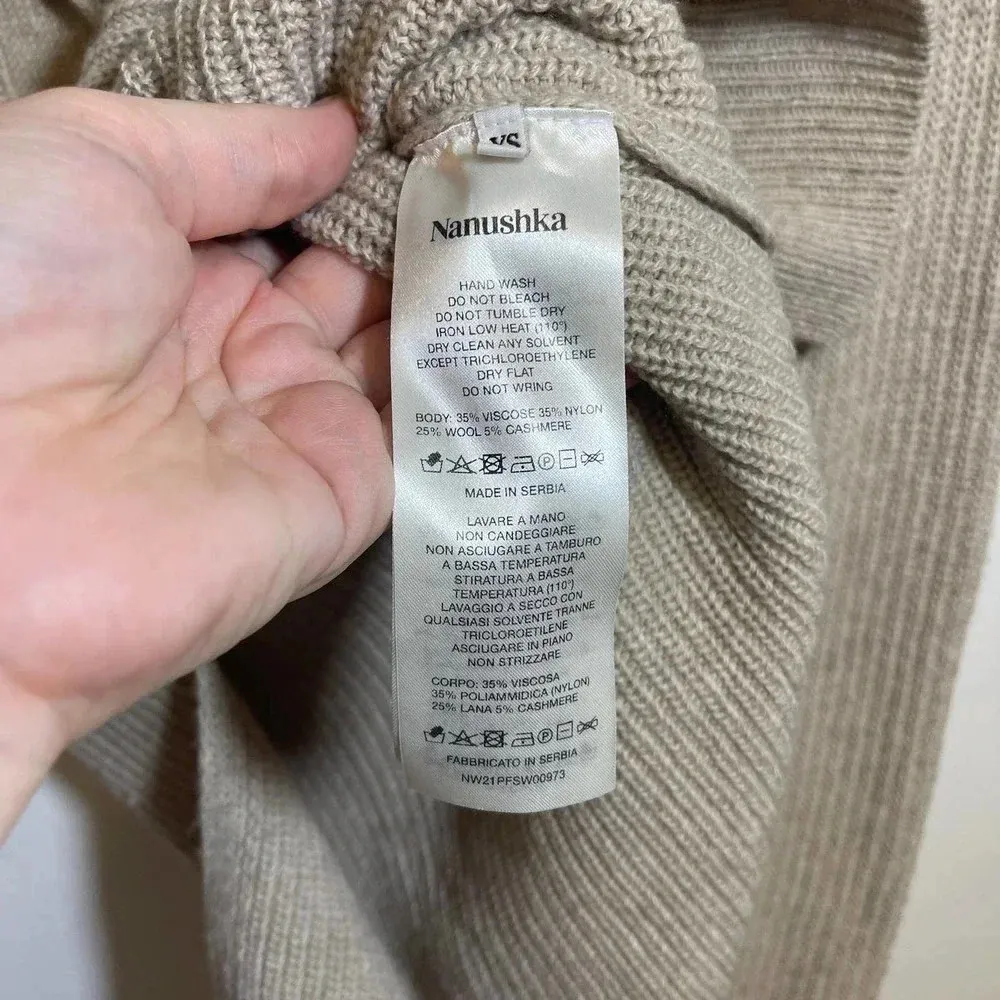 XS
Nanushka
HAND WASH
DO NOT BLEACH
DO NOT TUMBLE DRY
IRON LOW HEAT (110°)
DRY CLEAN ANY SOLVENT
EXCEPT TRICHLOROETHYLENE
DRY FLAT
DO NOT WRING
BODY: 35% VISCOSE 35% NYLON
25% WOOL 5% CASHMERE
P
MADE IN SERBIA
LAVARE A MANO
NON CANDEGGIARE
NON ASCIUGARE A TAMBURO
A BASSA TEMPERATURA
STIRATURA A BASSA
TEMPERATURA (110°)
LAVAGGIO A SECCO CON
QUALSIASI SOLVENTE TRANNE
TRICLOROETILENE
ASCIUGARE IN PIANO
NON STRIZZARE
CORPO: 35% VISCOSA
35% POLIAMMIDICA (NYLON)
25% LANA 5% CASHMERE
P
FABBRICATO IN SERBIA
NW21PFSW00973